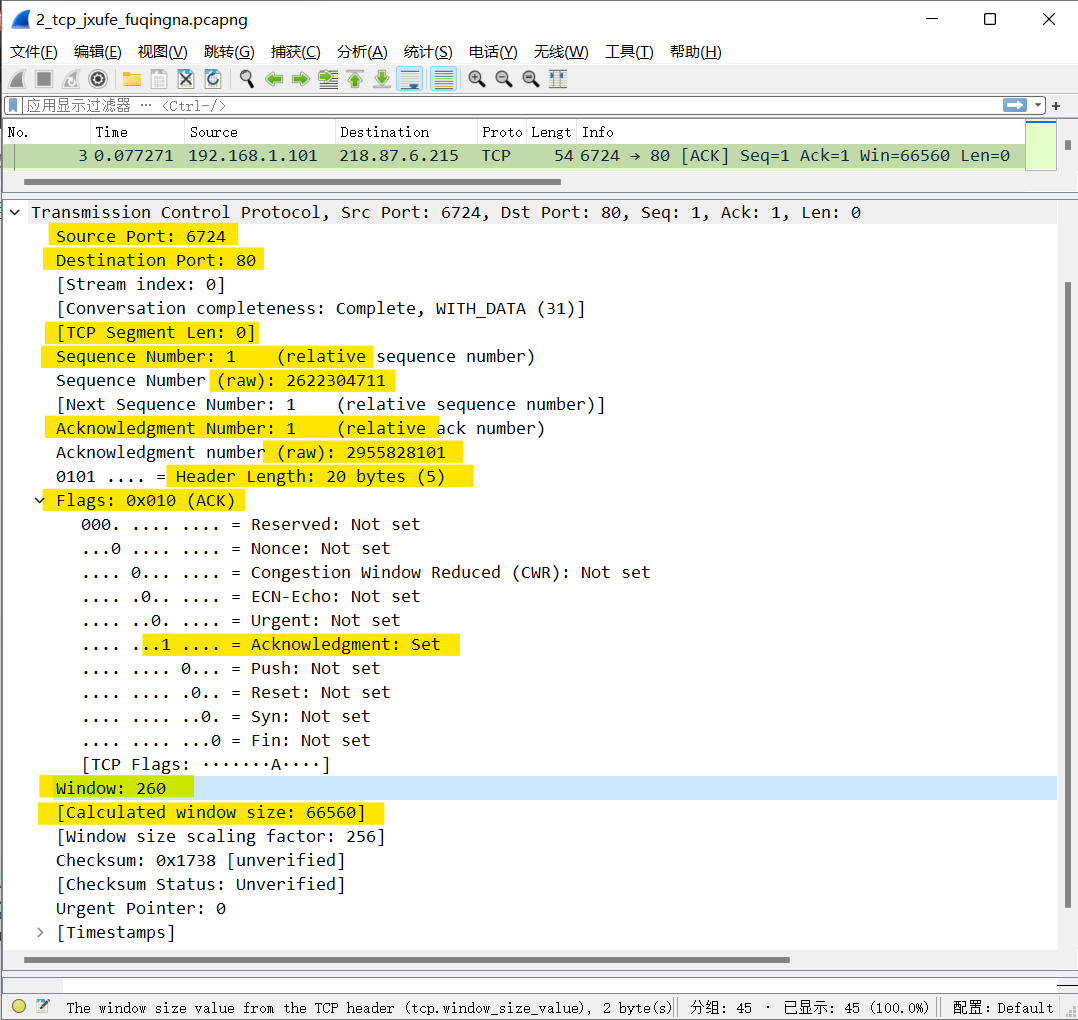 2_tcp_jxufe_fuqingna.pcapng
文件(F) 编辑(E) 视图(V) 跳转(G) 捕获(C) 分析(A) 统计(S) 电话(Y) 无线(W) 工具(T) 帮助(H)
应用显示过滤器 … <Ctrl-/>
No. Time Source Destination Proto Lengt Info
3 0.077271 192.168.1.101 218.87.6.215 TCP 54 6724 → 80 [ACK] Seq=1 Ack=1 Win=66560 Len=0
Transmission Control Protocol, Src Port: 6724, Dst Port: 80, Seq: 1, Ack: 1, Len: 0
Source Port: 6724
Destination Port: 80
[Stream index: 0]
[Conversation completeness: Complete, WITH_DATA (31)]
[TCP Segment Len: 0]
Sequence Number: 1    (relative sequence number)
Sequence Number (raw): 2622304711
[Next Sequence Number: 1    (relative sequence number)]
Acknowledgment Number: 1    (relative ack number)
Acknowledgment number (raw): 2955828101
0101 .... = Header Length: 20 bytes (5)
Flags: 0x010 (ACK)
000. .... .... = Reserved: Not set
...0 .... .... = Nonce: Not set
.... 0... .... = Congestion Window Reduced (CWR): Not set
.... .0.. .... = ECN-Echo: Not set
.... ..0. .... = Urgent: Not set
.... ...1 .... = Acknowledgment: Set
.... .... 0... = Push: Not set
.... .... .0.. = Reset: Not set
.... .... ..0. = Syn: Not set
.... .... ...0 = Fin: Not set
[TCP Flags: ·······A····]
Window: 260
[Calculated window size: 66560]
[Window size scaling factor: 256]
Checksum: 0x1738 [unverified]
[Checksum Status: Unverified]
Urgent Pointer: 0
[Timestamps]
The window size value from the TCP header (tcp.window_size_value), 2 byte(s) 分组: 45 · 已显示: 45 (100.0%) 配置: Default